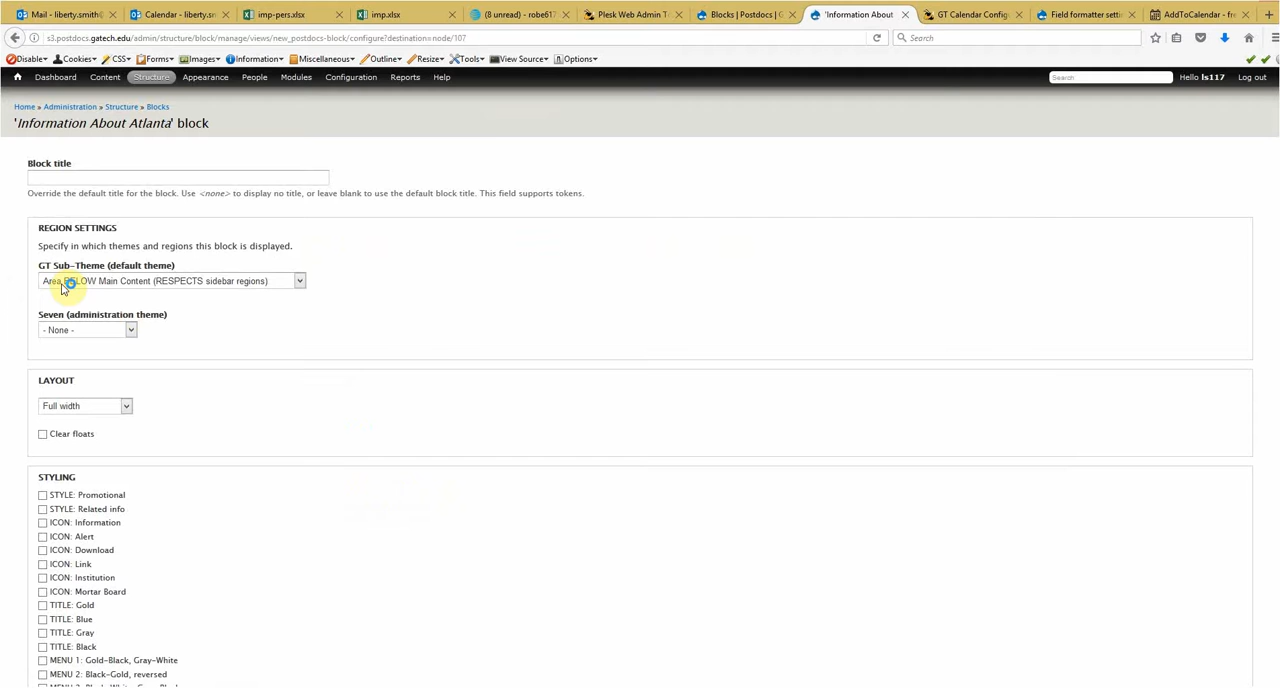 Mail - liberty.smith@
Calendar - liberty.smith@
imp-pers.xlsx
imp.xlsx
(8 unread) - robe617
Plesk Web Admin T
Blocks | Postdocs | G
'Information About
GT Calendar Config
Field formatter setti
AddToCalendar - fre
s3.postdocs.gatech.edu/admin/structure/block/manage/views/new_postdocs-block/configure?destination=node/107
Search
Disable▾ Cookies▾ CSS▾ Forms▾ Images▾ Information▾ Miscellaneous▾ Outline▾ Resize▾ Tools▾ View Source▾ Options▾
Dashboard Content Structure Appearance People Modules Configuration Reports Help Search Hello ls117 Log out
Home » Administration » Structure » Blocks
'Information About Atlanta' block
Block title
Override the default title for the block. Use <none> to display no title, or leave blank to use the default block title. This field supports tokens.
REGION SETTINGS
Specify in which themes and regions this block is displayed.
GT Sub-Theme (default theme)
Area BELOW Main Content (RESPECTS sidebar regions)
Seven (administration theme)
- None -
LAYOUT
Full width
Clear floats
STYLING
STYLE: Promotional
STYLE: Related info
ICON: Information
ICON: Alert
ICON: Download
ICON: Link
ICON: Institution
ICON: Mortar Board
TITLE: Gold
TITLE: Blue
TITLE: Gray
TITLE: Black
MENU 1: Gold-Black, Gray-White
MENU 2: Black-Gold, reversed